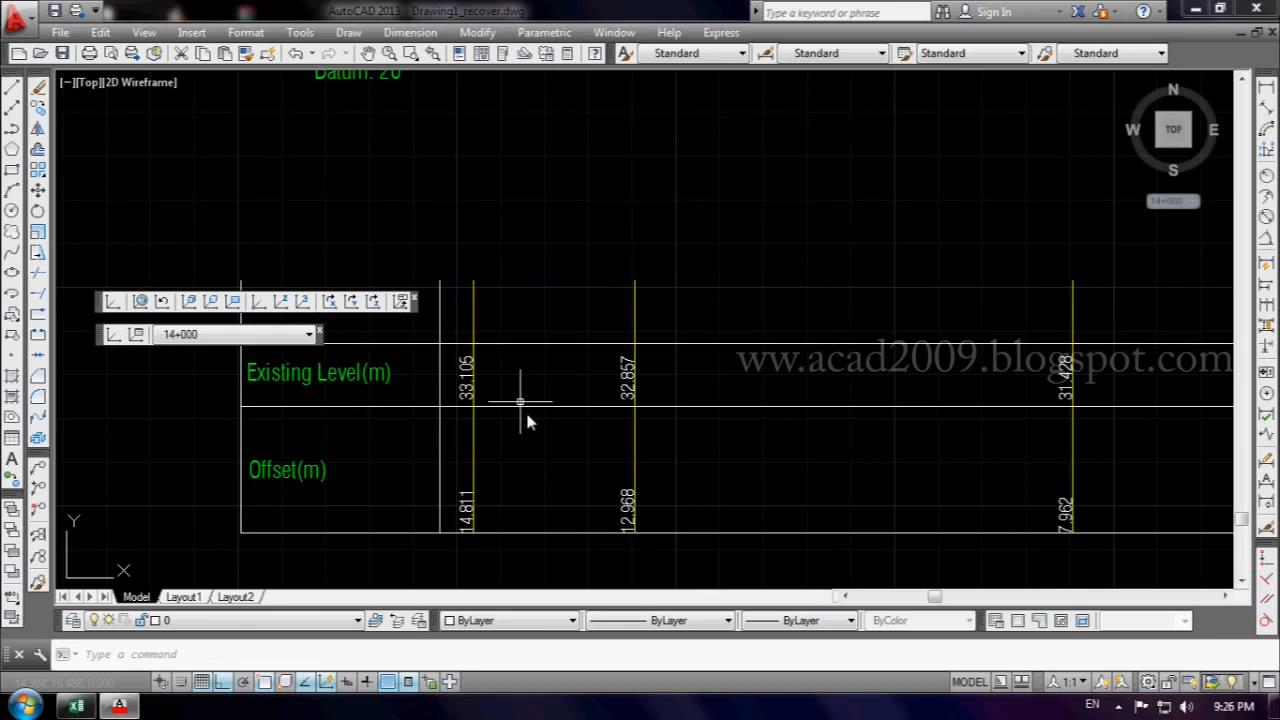 AutoCAD 2013 Drawing1_recover.dwg
Type a keyword or phrase
Sign In
File Edit View Insert Format Tools Draw Dimension Modify Parametric Window Help Express
Standard Standard Standard Standard
[−][Top][2D Wireframe]
Datum: 20
N
W TOP E
S
14+000
14+000
www.acad2009.blogspot.com
Existing Level(m)
33.105
32.857
31.428
Offset(m)
14.811
12.968
7.962
Y
X
Model Layout1 Layout2
0
ByLayer ByLayer ByLayer ByColor
Type a command
MODEL
1:1
EN
9:26 PM